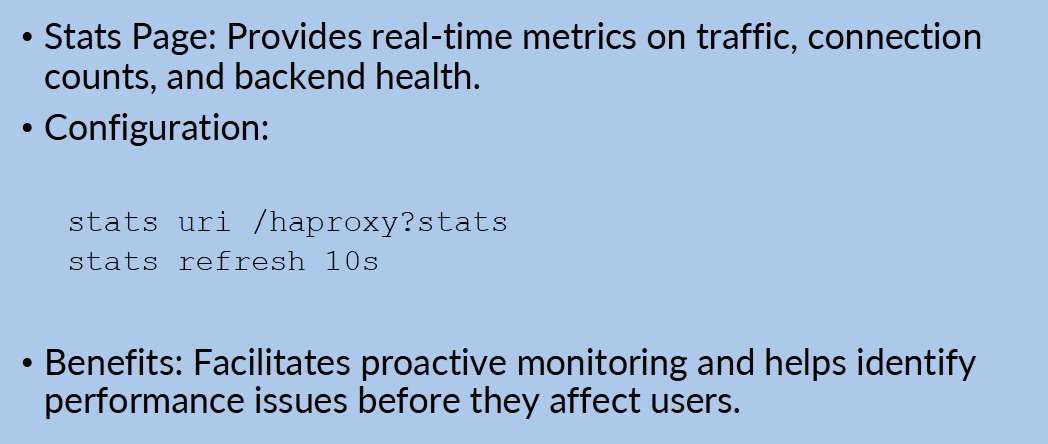 • Stats Page: Provides real-time metrics on traffic, connection
counts, and backend health.
• Configuration:
stats uri /haproxy?stats
stats refresh 10s
• Benefits: Facilitates proactive monitoring and helps identify
performance issues before they affect users.